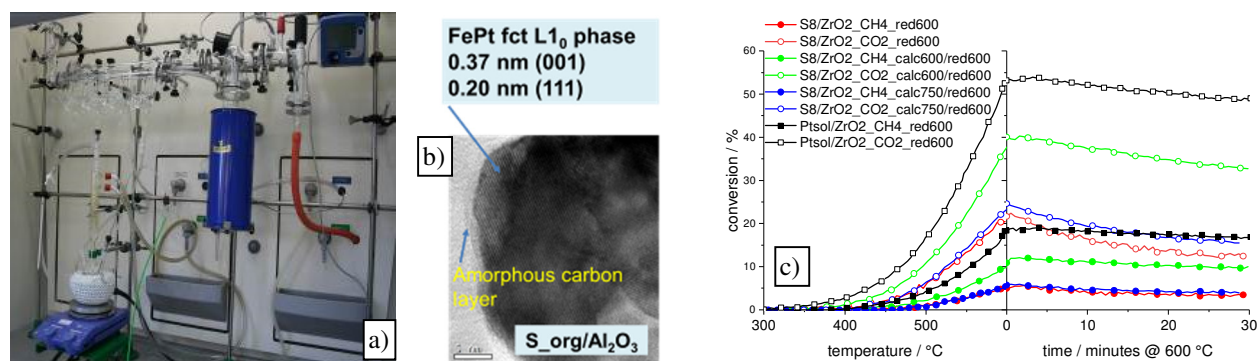 a)
FePt fct L1₀ phase
0.37 nm (001)
0.20 nm (111)
b)
Amorphous carbon
layer
S_org/Al₂O₃
S8/ZrO2_CH4_red600
S8/ZrO2_CO2_red600
S8/ZrO2_CH4_calc600/red600
S8/ZrO2_CO2_calc600/red600
S8/ZrO2_CH4_calc750/red600
S8/ZrO2_CO2_calc750/red600
Ptsol/ZrO2_CH4_red600
Ptsol/ZrO2_CO2_red600
60
50
40
30
20
10
0
conversion / %
c)
300 400 500 0 10 20 30
temperature / °C time / minutes @ 600 °C